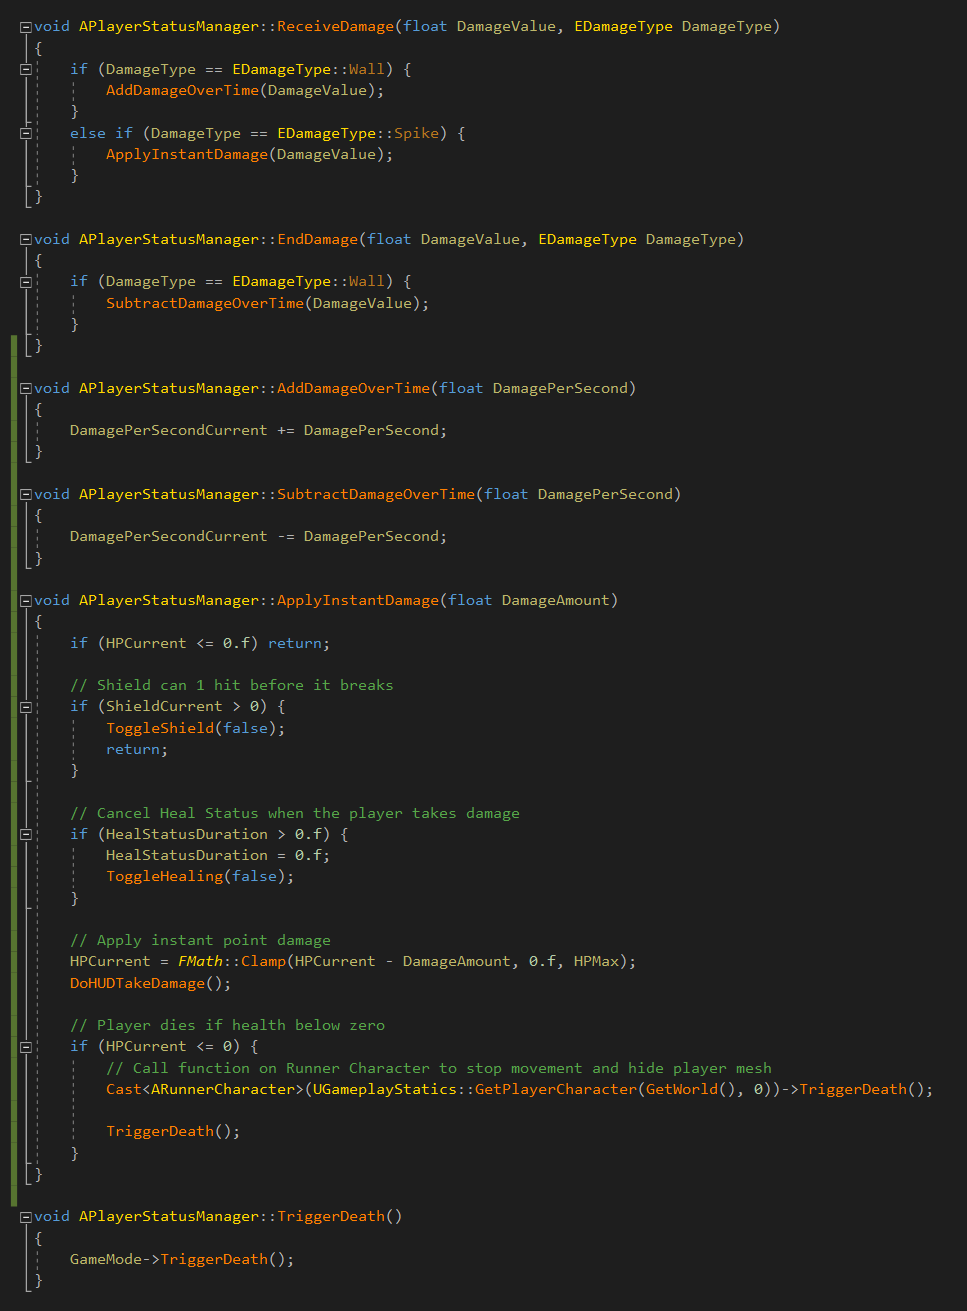 void APlayerStatusManager::ReceiveDamage(float DamageValue, EDamageType DamageType)
{
if (DamageType == EDamageType::Wall) {
AddDamageOverTime(DamageValue);
}
else if (DamageType == EDamageType::Spike) {
ApplyInstantDamage(DamageValue);
}
}
void APlayerStatusManager::EndDamage(float DamageValue, EDamageType DamageType)
{
if (DamageType == EDamageType::Wall) {
SubtractDamageOverTime(DamageValue);
}
}
void APlayerStatusManager::AddDamageOverTime(float DamagePerSecond)
{
DamagePerSecondCurrent += DamagePerSecond;
}
void APlayerStatusManager::SubtractDamageOverTime(float DamagePerSecond)
{
DamagePerSecondCurrent -= DamagePerSecond;
}
void APlayerStatusManager::ApplyInstantDamage(float DamageAmount)
{
if (HPCurrent <= 0.f) return;
// Shield can 1 hit before it breaks
if (ShieldCurrent > 0) {
ToggleShield(false);
return;
}
// Cancel Heal Status when the player takes damage
if (HealStatusDuration > 0.f) {
HealStatusDuration = 0.f;
ToggleHealing(false);
}
// Apply instant point damage
HPCurrent = FMath::Clamp(HPCurrent - DamageAmount, 0.f, HPMax);
DoHUDTakeDamage();
// Player dies if health below zero
if (HPCurrent <= 0) {
// Call function on Runner Character to stop movement and hide player mesh
Cast<ARunnerCharacter>(UGameplayStatics::GetPlayerCharacter(GetWorld(), 0))->TriggerDeath();
TriggerDeath();
}
}
void APlayerStatusManager::TriggerDeath()
{
GameMode->TriggerDeath();
}